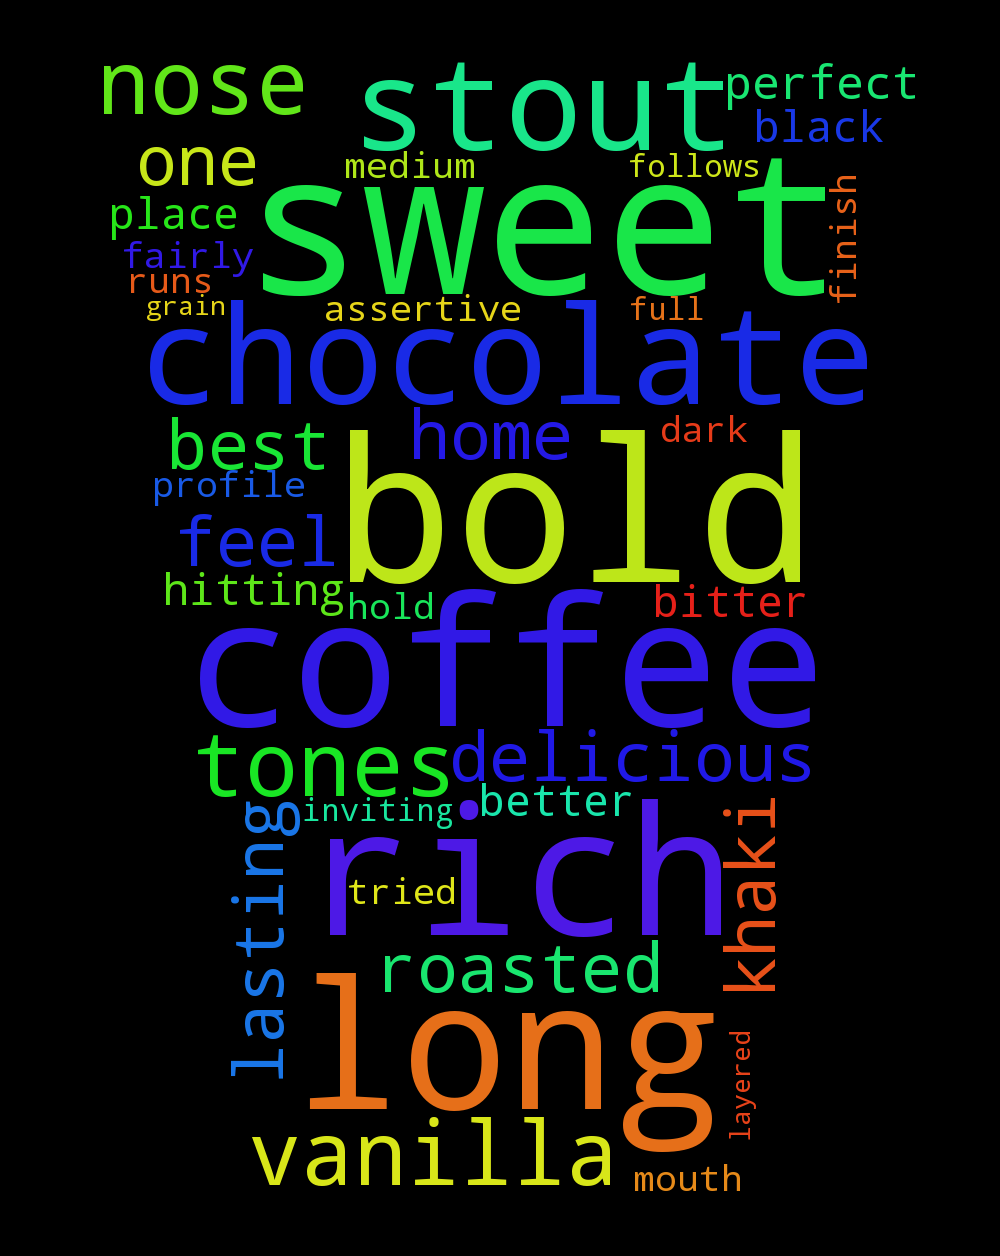 nose
stout
perfect
black
one
medium
follows
sweet
finish
place
fairly
runs
grain
assertive
full
chocolate
best
home
dark
bold
profile
feel
hitting
hold
bitter
coffee
tones
delicious
inviting
better
lasting
rich
khaki
tried
roasted
long
layered
vanilla
mouth